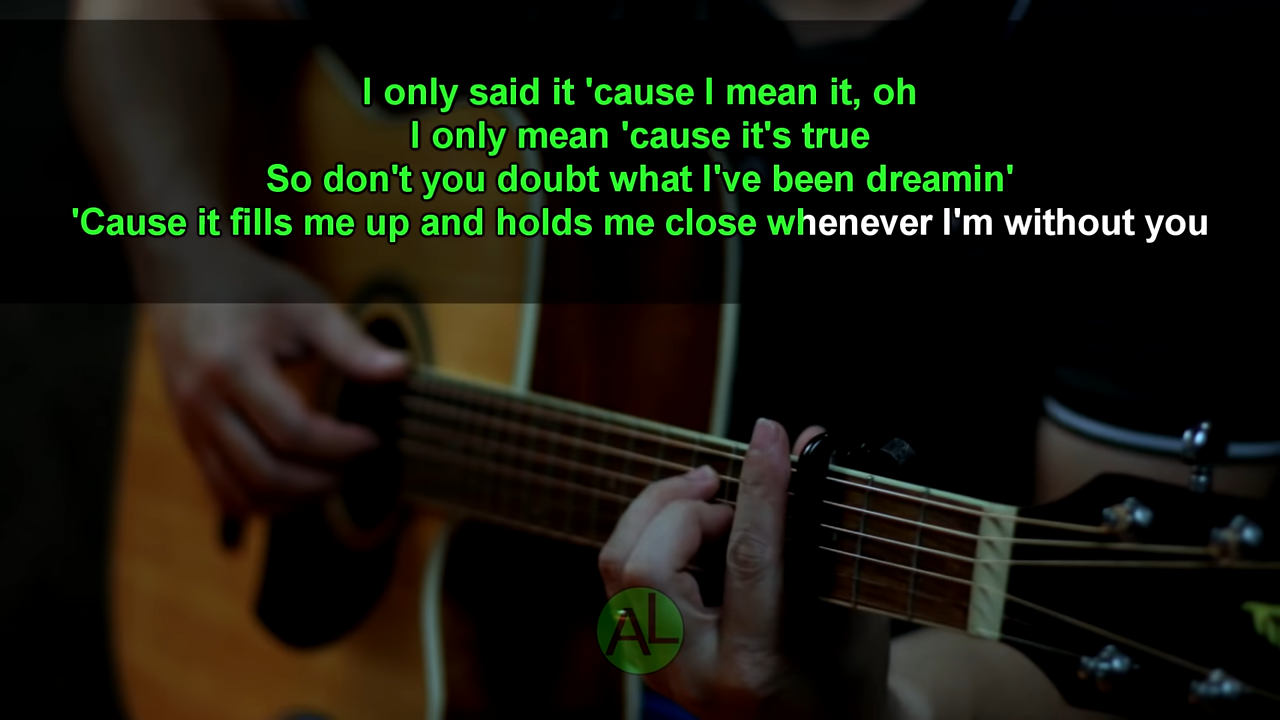 I only said it 'cause I mean it, oh
I only mean 'cause it's true
So don't you doubt what I've been dreamin'
'Cause it fills me up and holds me close whenever I'm without you
AL